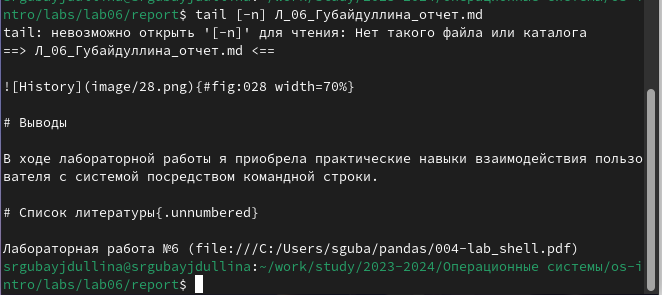 ntro/labs/lab06/report$ tail [-n] Л_06_Губайдуллина_отчет.md
tail: невозможно открыть '[-n]' для чтения: Нет такого файла или каталога
==> Л_06_Губайдуллина_отчет.md <==

![History](image/28.png){#fig:028 width=70%}

# Выводы

В ходе лабораторной работы я приобрела практические навыки взаимодействия пользо
вателя с системой посредством командной строки.

# Список литературы{.unnumbered}

Лабораторная работа №6 (file:///C:/Users/sguba/pandas/004-lab_shell.pdf)
srgubayjdullina@srgubayjdullina:~/work/study/2023-2024/Операционные системы/os-i
ntro/labs/lab06/report$